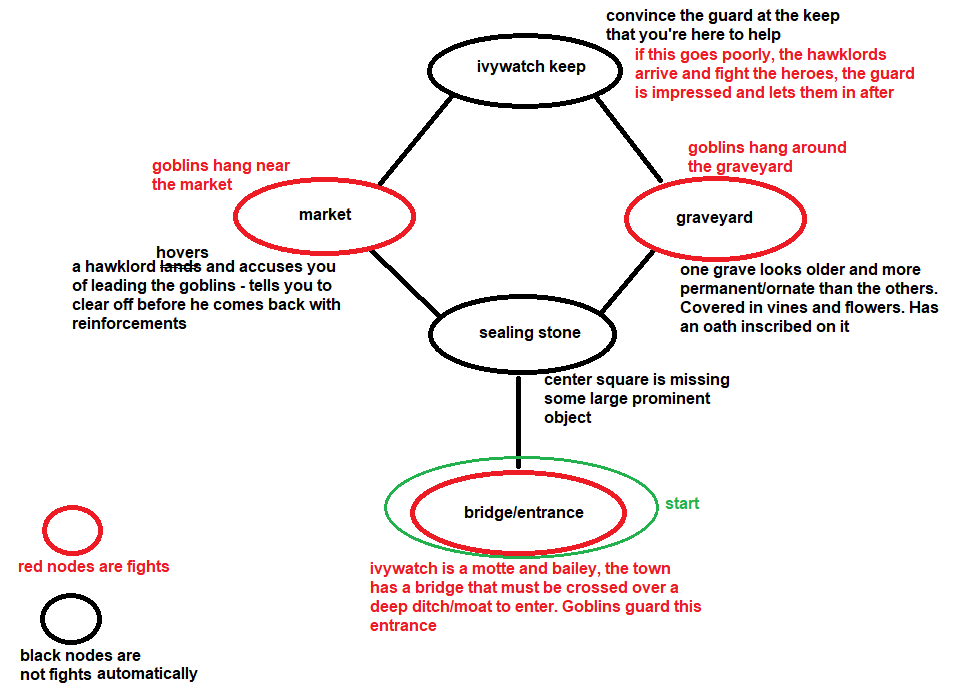 convince the guard at the keep
that you're here to help
if this goes poorly, the hawklords
arrive and fight the heroes, the guard
is impressed and lets them in after
ivywatch keep
goblins hang near
the market
goblins hang around
the graveyard
market
graveyard
hovers
a hawklord lands and accuses you
of leading the goblins - tells you to
clear off before he comes back with
reinforcements
one grave looks older and more
permanent/ornate than the others.
Covered in vines and flowers. Has
an oath inscribed on it
sealing stone
center square is missing
some large prominent
object
start
bridge/entrance
ivywatch is a motte and bailey, the town
has a bridge that must be crossed over a
deep ditch/moat to enter. Goblins guard this
entrance
red nodes are fights
black nodes are
not fights automatically